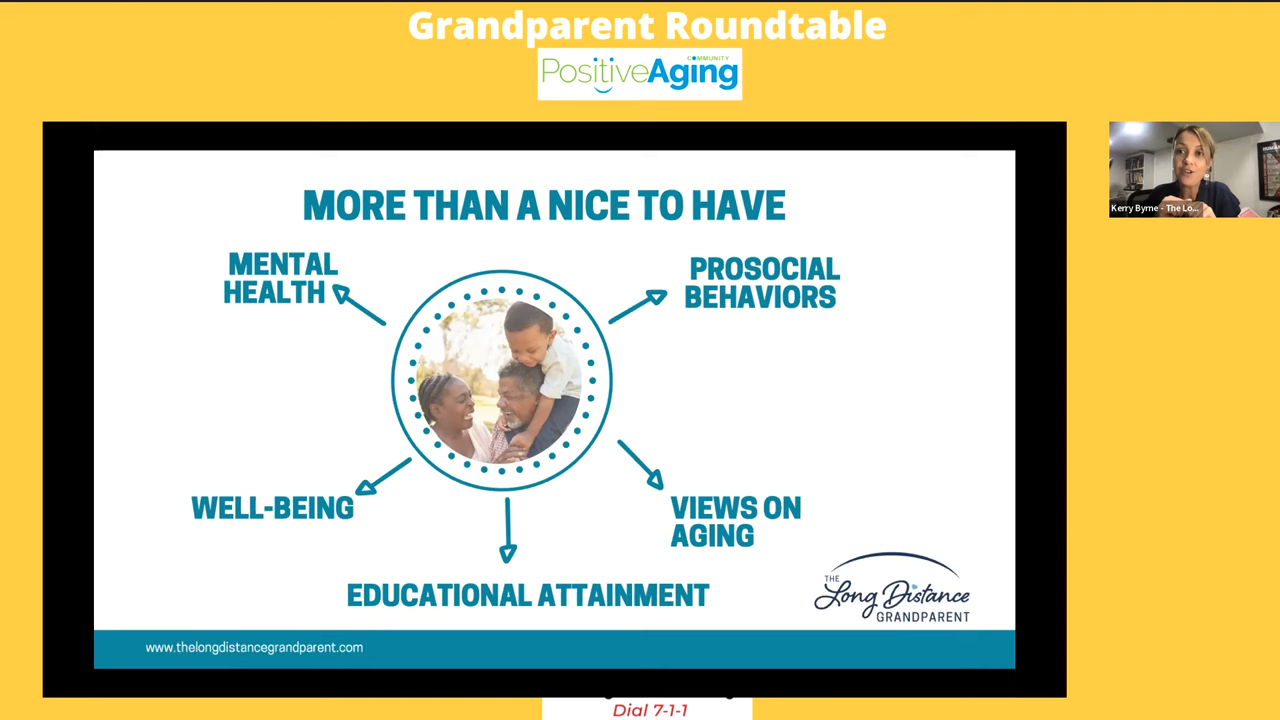 Grandparent Roundtable
COMMUNITY
PositiveAging
MORE THAN A NICE TO HAVE
MENTAL
HEALTH
PROSOCIAL
BEHAVIORS
Kerry Byrne - The Lo...
WELL-BEING
VIEWS ON
AGING
EDUCATIONAL ATTAINMENT
THE
Long Distance
GRANDPARENT
www.thelongdistancegrandparent.com
Dial 7-1-1